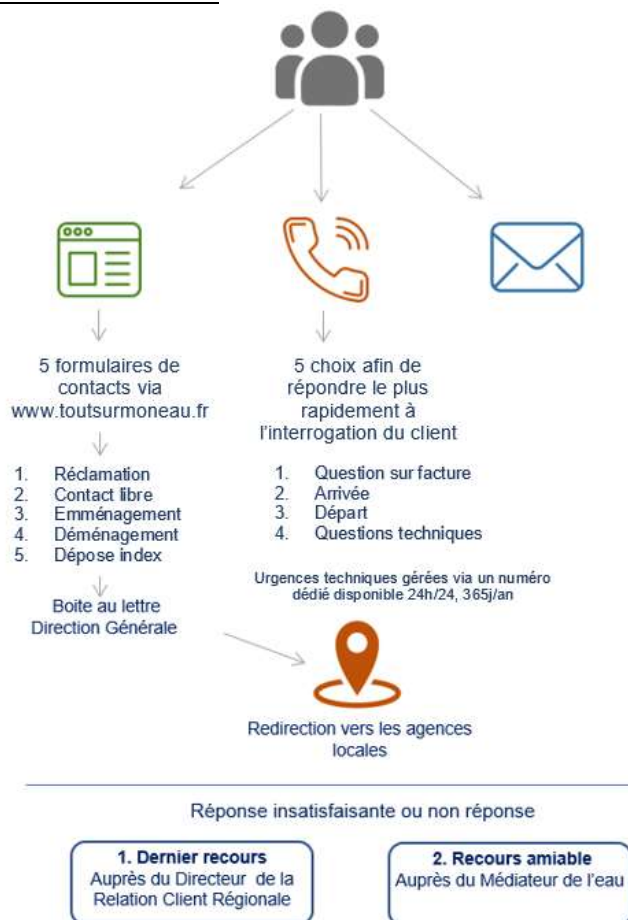 5 formulaires de
contacts via
www.toutsurmoneau.fr
1. Réclamation
2. Contact libre
3. Emménagement
4. Déménagement
5. Dépose index
Boite au lettre
Direction Générale
5 choix afin de
répondre le plus
rapidement à
l'interrogation du client
1. Question sur facture
2. Arrivée
3. Départ
4. Questions techniques
Urgences techniques gérées via un numéro
dédié disponible 24h/24, 365j/an
Redirection vers les agences
locales
Réponse insatisfaisante ou non réponse
1. Dernier recours
Auprès du Directeur de la
Relation Client Régionale
2. Recours amiable
Auprès du Médiateur de l'eau